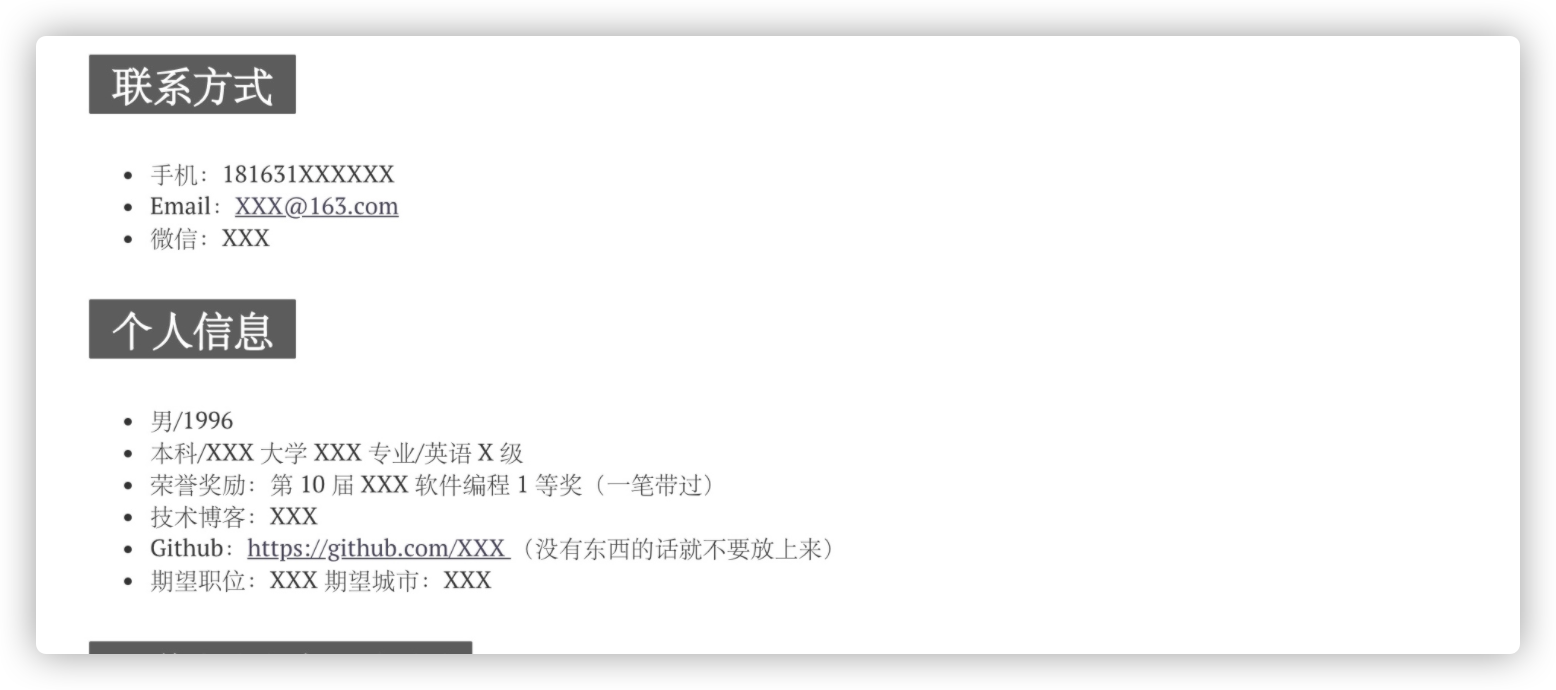 联系方式
手机：181631XXXXXX
Email：XXX@163.com
微信：XXX
个人信息
男/1996
本科/XXX 大学 XXX 专业/英语 X 级
荣誉奖励：第 10 届 XXX 软件编程 1 等奖（一笔带过）
技术博客：XXX
Github：https://github.com/XXX （没有东西的话就不要放上来）
期望职位：XXX 期望城市：XXX